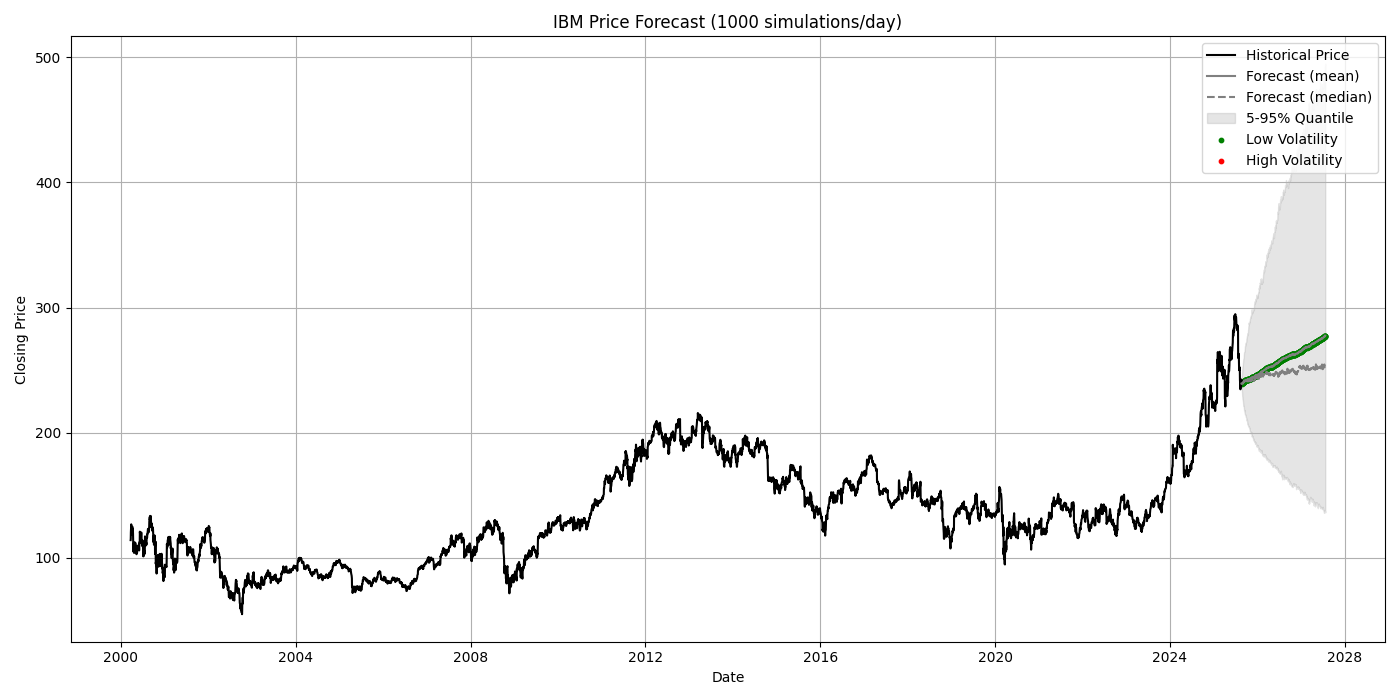 IBM Price Forecast (1000 simulations/day)
Historical Price
Forecast (mean)
Forecast (median)
5-95% Quantile
Low Volatility
High Volatility
Closing Price
500
400
300
200
100
2000 2004 2008 2012 2016 2020 2024 2028
Date